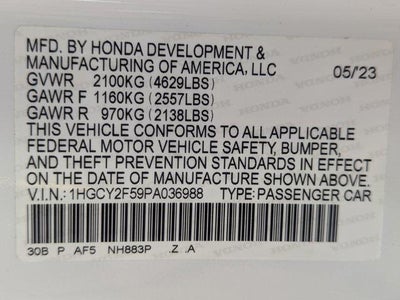 MFD. BY HONDA DEVELOPMENT &
MANUFACTURING OF AMERICA, LLC 05/23
GVWR 2100KG (4629LBS)
GAWR F 1160KG (2557LBS)
GAWR R 970KG (2138LBS)
THIS VEHICLE CONFORMS TO ALL APPLICABLE
FEDERAL MOTOR VEHICLE SAFETY, BUMPER,
AND THEFT PREVENTION STANDARDS IN EFFECT
ON THE DATE OF MANUFACTURE SHOWN ABOVE.
V.I.N.: 1HGCY2F59PA036988 TYPE: PASSENGER CAR
30B P AF5 NH883P .Z .A